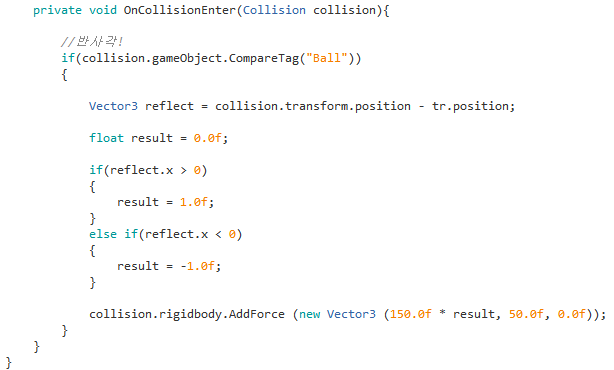 private void OnCollisionEnter(Collision collision){
//반사각!
if(collision.gameObject.CompareTag("Ball"))
{
Vector3 reflect = collision.transform.position - tr.position;
float result = 0.0f;
if(reflect.x > 0)
{
result = 1.0f;
}
else if(reflect.x < 0)
{
result = -1.0f;
}
collision.rigidbody.AddForce (new Vector3 (150.0f * result, 50.0f, 0.0f));
}
}
}